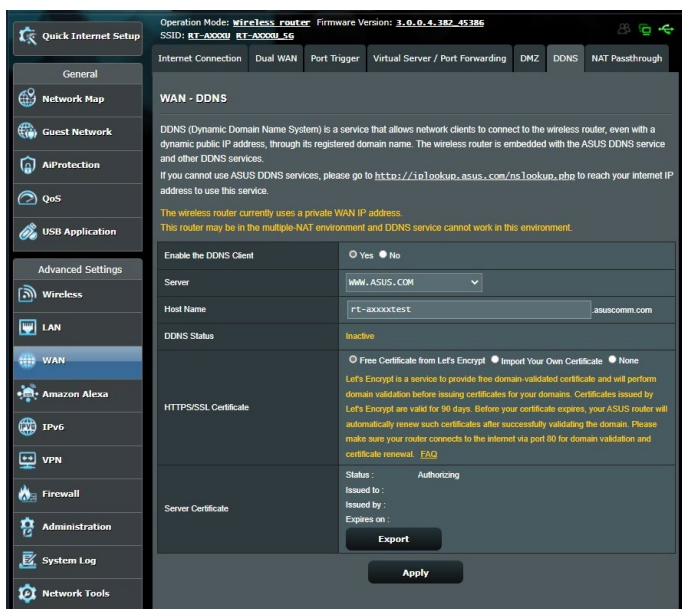 Quick Internet Setup
General
Network Map
Guest Network
AiProtection
QoS
USB Application
Advanced Settings
Wireless
LAN
WAN
Amazon Alexa
IPv6
VPN
Firewall
Administration
System Log
Network Tools
Operation Mode: Wireless router Firmware Version: 3.0.0.4.382_45386
SSID: RT-AXXXU RT-AXXXU_5G
Internet Connection Dual WAN Port Trigger Virtual Server / Port Forwarding DMZ DDNS NAT Passthrough
WAN - DDNS
DDNS (Dynamic Domain Name System) is a service that allows network clients to connect to the wireless router, even with a
dynamic public IP address, through its registered domain name. The wireless router is embedded with the ASUS DDNS service
and other DDNS services.
If you cannot use ASUS DDNS services, please go to http://iplookup.asus.com/nslookup.php to reach your internet IP
address to use this service.
The wireless router currently uses a private WAN IP address.
This router may be in the multiple-NAT environment and DDNS service cannot work in this environment.
Enable the DDNS Client Yes No
Server WWW.ASUS.COM
Host Name rt-axxxxtest .asuscomm.com
DDNS Status Inactive
HTTPS/SSL Certificate Free Certificate from Let's Encrypt Import Your Own Certificate None
Let's Encrypt is a service to provide free domain-validated certificate and will perform
domain validation before issuing certificates for your domains. Certificates issued by
Let's Encrypt are valid for 90 days. Before your certificate expires, your ASUS router will
automatically renew such certificates after successfully validating the domain. Please
make sure your router connects to the internet via port 80 for domain validation and
certificate renewal. FAQ
Server Certificate
Status : Authorizing
Issued to :
Issued by :
Expires on :
Export
Apply